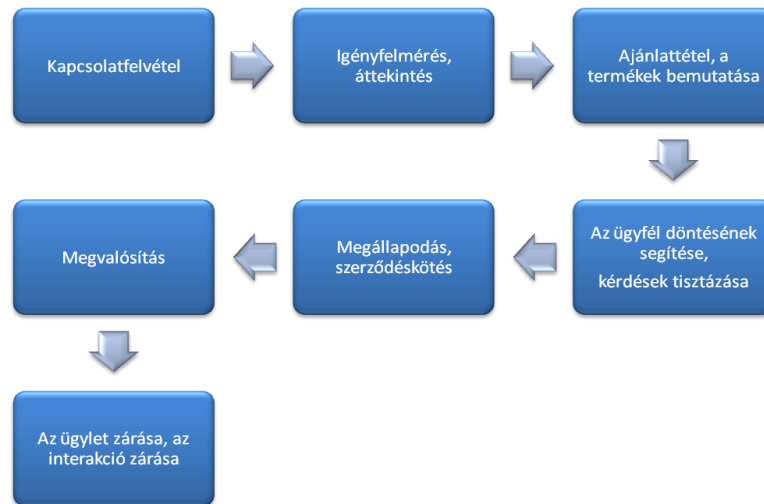 Kapcsolatfelvétel
Igényfelmérés,
áttekintés
Ajánlattétel, a
termékek bemutatása
Az ügyfél döntésének
segítése,
kérdések tisztázása
Megállapodás,
szerződéskötés
Megvalósítás
Az ügylet zárása, az
interakció zárása